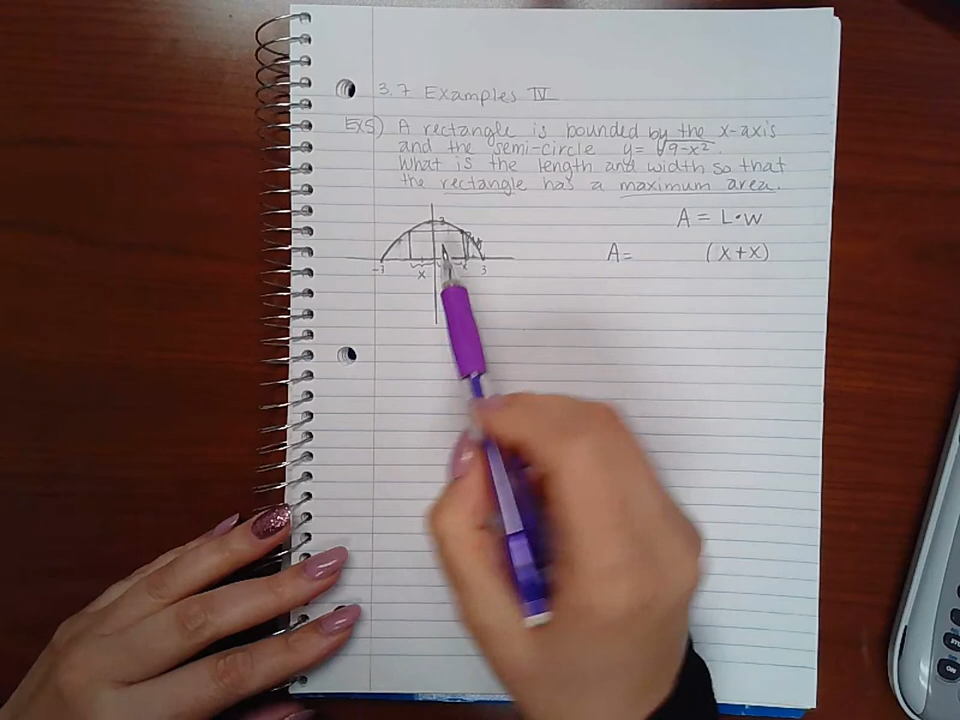 3.7 Examples IV
EX5) A rectangle is bounded by the x-axis
and the semi-circle y= √9-x².
What is the length and width so that
the rectangle has a maximum area.
A = L•W
A= (x+x)
3
-3 x x 3